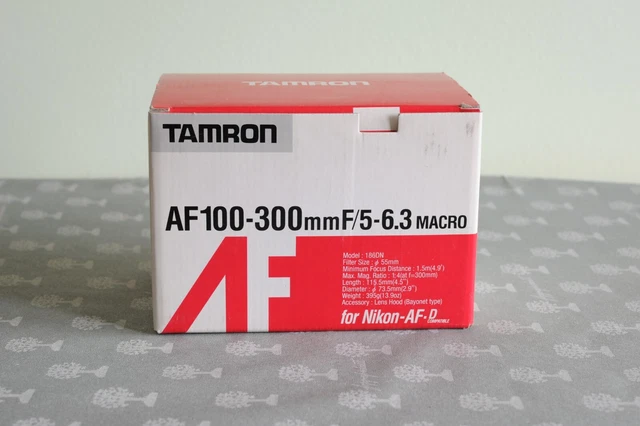 TAMRON
TAMRON
AF100-300mmF/5-6.3 MACRO
AF
Model : 186DN
Filter Size : φ 55mm
Minimum Focus Distance : 1.5m(4.9')
Max. Mag. Ratio : 1:4(at f=300mm)
Length : 115.5mm(4.5")
Diameter : φ 73.5mm(2.9")
Weight : 395g(13.9oz)
Accessory : Lens Hood (Bayonet type)
for Nikon-AF·D
COMPATIBLE